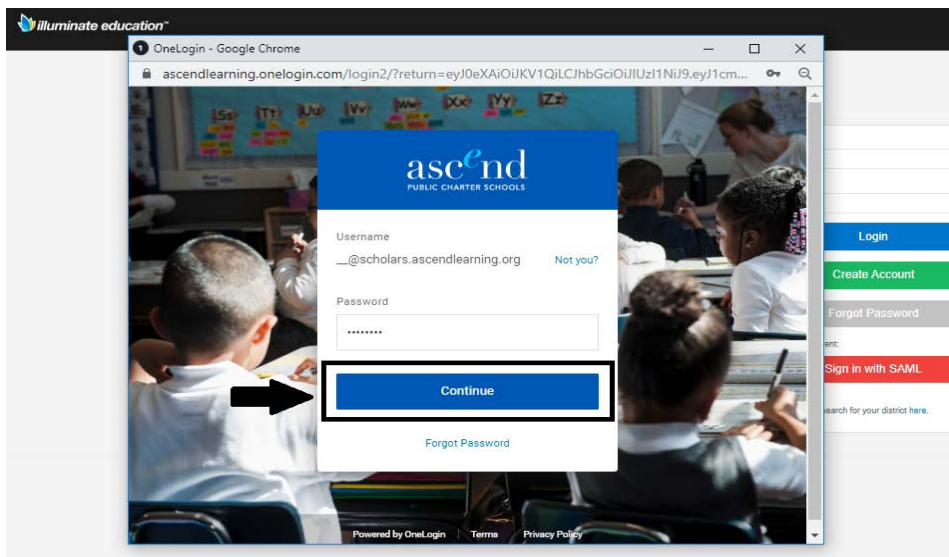 illuminate education™
OneLogin - Google Chrome
ascendlearning.onelogin.com/login2/?return=eyJ0eXAiOiJKV1QiLCJhbGciOiJIUzI1NiJ9.eyJ1cm...
Ss Tt Uu Vv Ww Xx Yy Zz
ascend
PUBLIC CHARTER SCHOOLS
Username
__@scholars.ascendlearning.org Not you?
Password
Continue
Forgot Password
Powered by OneLogin Terms Privacy Policy
Login
Create Account
Forgot Password
Sign in with SAML
search for your district here.